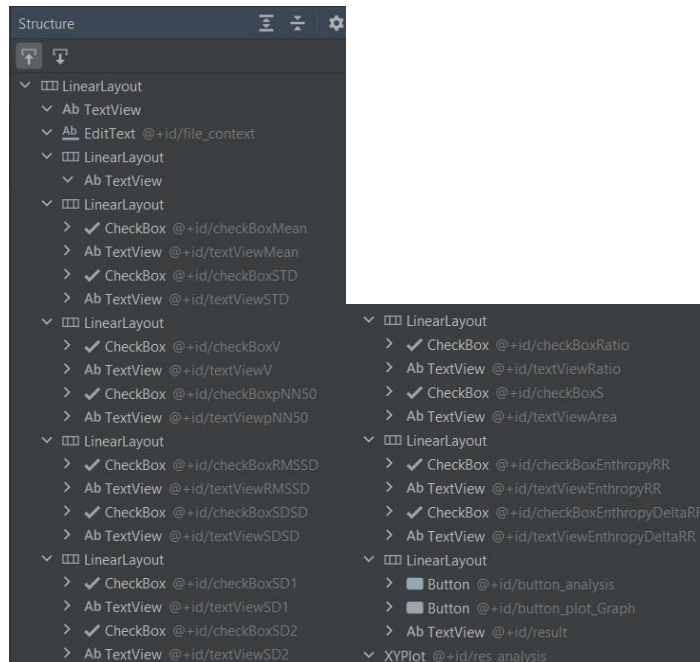 Structure
LinearLayout
Ab TextView
Ab EditText @+id/file_context
LinearLayout
Ab TextView
LinearLayout
CheckBox @+id/checkBoxMean
Ab TextView @+id/textViewMean
CheckBox @+id/checkBoxSTD
Ab TextView @+id/textViewSTD
LinearLayout
CheckBox @+id/checkBoxV
Ab TextView @+id/textViewV
CheckBox @+id/checkBoxpNN50
Ab TextView @+id/textViewpNN50
LinearLayout
CheckBox @+id/checkBoxRMSSD
Ab TextView @+id/textViewRMSSD
CheckBox @+id/checkBoxSDSD
Ab TextView @+id/textViewSDSD
LinearLayout
CheckBox @+id/checkBoxSD1
Ab TextView @+id/textViewSD1
CheckBox @+id/checkBoxSD2
Ab TextView @+id/textViewSD2
LinearLayout
CheckBox @+id/checkBoxRatio
Ab TextView @+id/textViewRatio
CheckBox @+id/checkBoxS
Ab TextView @+id/textViewArea
LinearLayout
CheckBox @+id/checkBoxEnthropyRR
Ab TextView @+id/textViewEnthropyRR
CheckBox @+id/checkBoxEnthropyDeltaRR
Ab TextView @+id/textViewEnthropyDeltaRR
LinearLayout
Button @+id/button_analysis
Button @+id/button_plot_Graph
Ab TextView @+id/result
XYPlot @+id/res_analysis